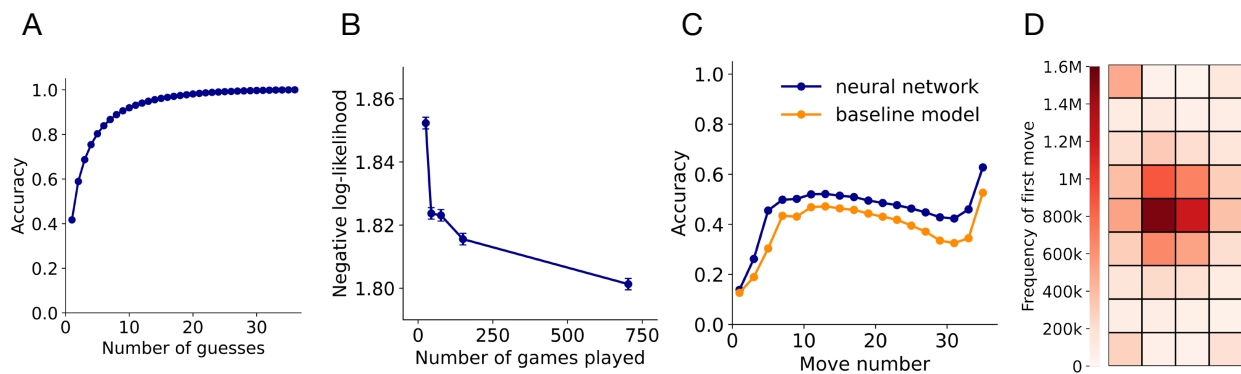 A
Accuracy
1.0
0.8
0.6
0.4
0.2
0.0
0
10
20
30
Number of guesses
B
Negative log-likelihood
1.86
1.84
1.82
1.80
0
250
500
750
Number of games played
C
Accuracy
1.0
0.8
0.6
0.4
0.2
0.0
neural network
baseline model
0
10
20
30
Move number
D
Frequency of first move
1.6M
1.4M
1.2M
1M
800k
600k
400k
200k
0